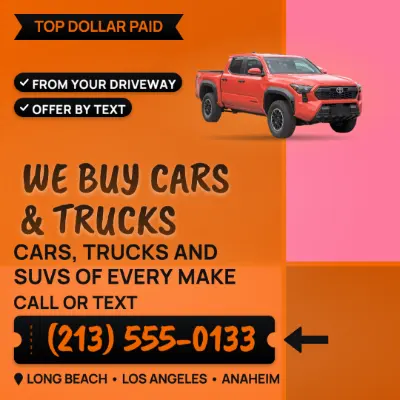 TOP DOLLAR PAID
FROM YOUR DRIVEWAY
OFFER BY TEXT
WE BUY CARS
& TRUCKS
CARS, TRUCKS AND
SUVS OF EVERY MAKE
CALL OR TEXT
(213) 555-0133
LONG BEACH • LOS ANGELES • ANAHEIM